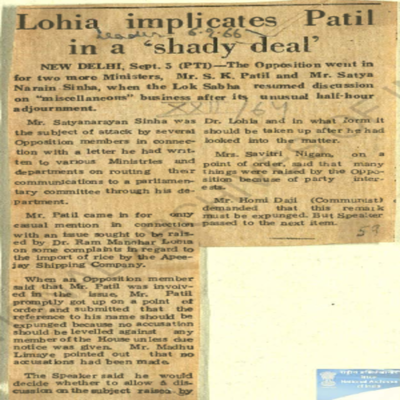 Lohia implicates Patil
in a 'shady deal'
Leader 6-9-66
NEW DELHI, Sept. 5 (PTI)—The Opposition went in
for two more Ministers, Mr. S. K. Patil and Mr. Satya
Narain Sinha, when the Lok Sabha resumed discussion
on "miscellaneous" business after its unusual half-hour
adjournment.
Mr. Satyanarayan Sinha was
the subject of attack by several
Opposition members in connec-
tion with a letter he had writ-
ten to various Ministries and
departments on routing their
communications to a parliamen-
tary committee through his de-
partment.
Mr. Patil came in for only
casual mention in connection
with an issue sought to be rais-
ed by Dr. Ram Manohar Lohia
on some complaints in regard to
the import of rice by the Apee-
jay Shipping Company.
When an Opposition member
said that Mr. Patil was involv-
ed in the issue, Mr. Patil
promptly got up on a point of
order and submitted that the
reference to his name should be
expunged because no accusation
should be levelled against any
member of the House unless due
notice was given. Mr. Madhu
Limaye pointed out that no
accusations had been made.
The Speaker said he would
decide whether to allow a dis-
cussion on the subject raised by
Dr. Lohia and in what form it
should be taken up after he had
looked into the matter.
Mrs. Savitri Nigam, on a
point of order, said that many
things were raised by the Oppo-
sition because of party inter-
ests.
Mr. Homi Daji (Communist)
demanded that this remark
must be expunged. But Speaker
passed to the next item.
59